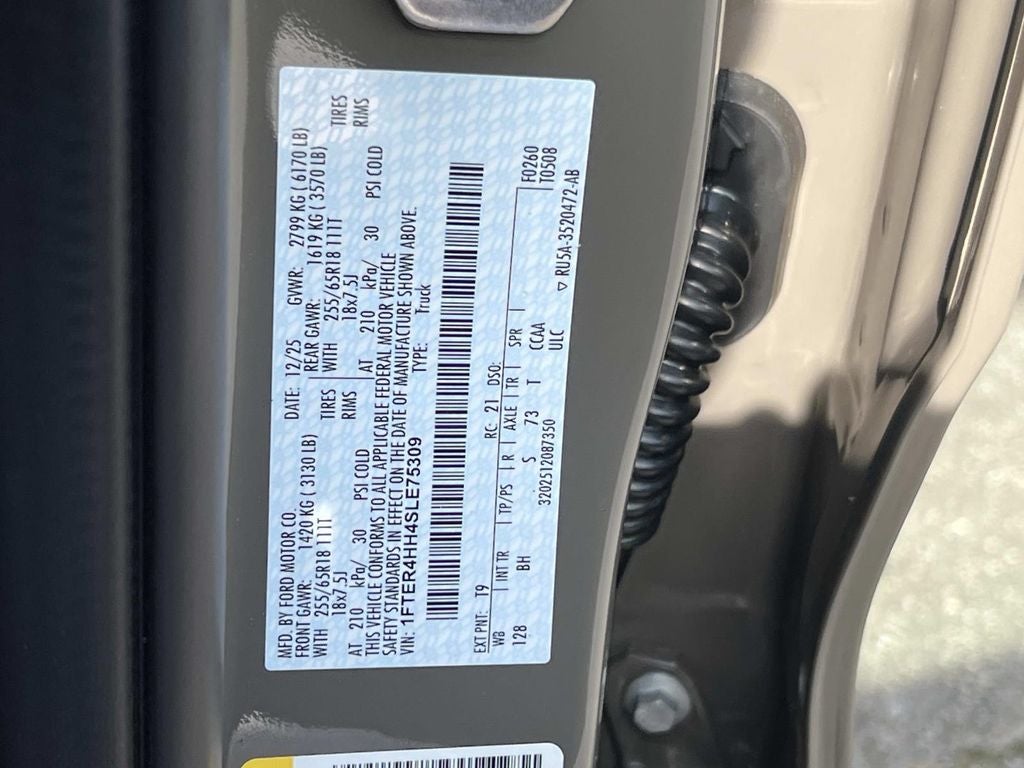 MFD. BY FORD MOTOR CO. DATE: 12/25 GVWR: 2799 KG ( 6170 LB)
FRONT GAWR: 1420 KG ( 3130 LB) REAR GAWR: 1619 KG ( 3570 LB)
WITH 255/65R18 111T TIRES WITH 255/65R18 111T TIRES
18x7.5J RIMS 18x7.5J RIMS
AT 210 kPa/ 30 PSI COLD AT 210 kPa/ 30 PSI COLD
THIS VEHICLE CONFORMS TO ALL APPLICABLE FEDERAL MOTOR VEHICLE
SAFETY STANDARDS IN EFFECT ON THE DATE OF MANUFACTURE SHOWN ABOVE.
VIN: 1FTER4HH4SLE75309 TYPE: Truck
EXT PNT: T9 RC: 21 DSO: F0260
WB INT TR TP/PS R AXLE TR SPR T0508
128 BH S 73 T CCAA
3202512087350 ULC
▽ RU5A-3520472-AB